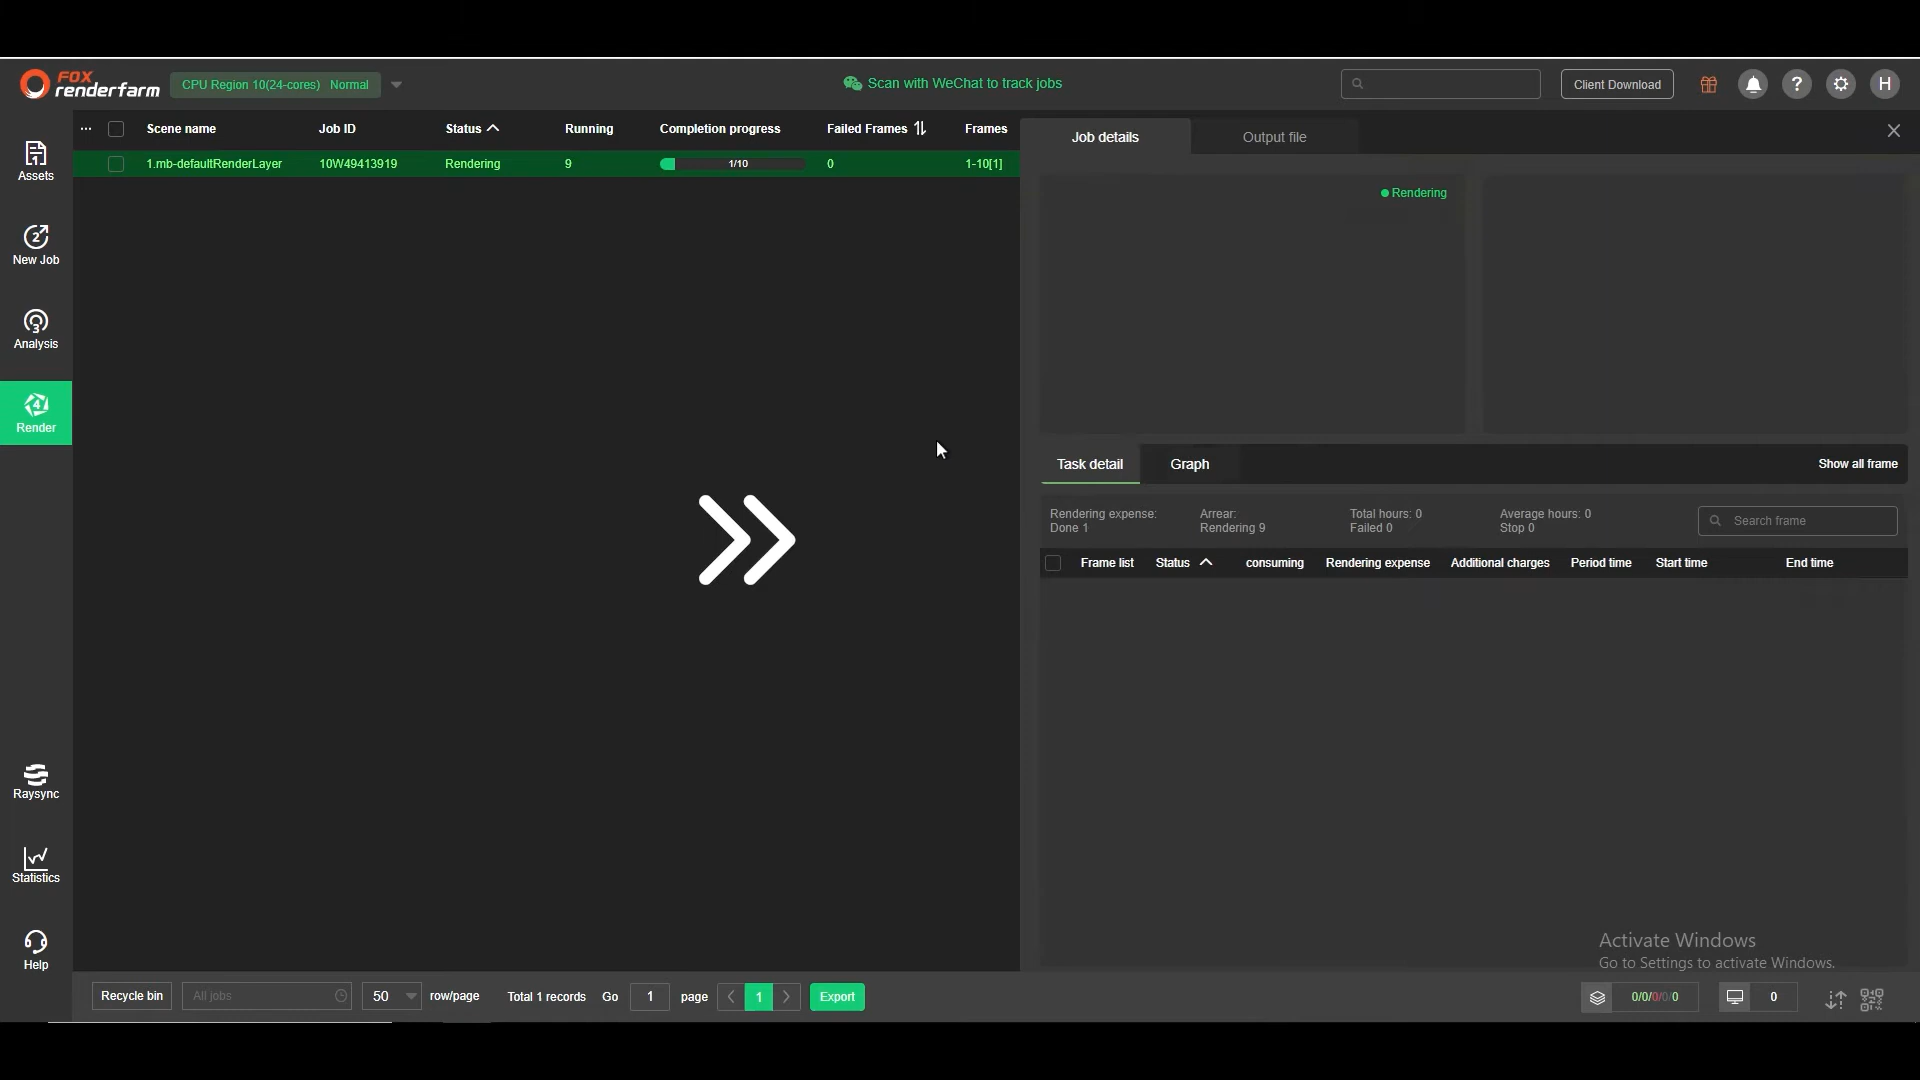 FOX
renderfarm
CPU Region 10(24-cores) Normal
Scan with WeChat to track jobs
Client Download
?
H
Scene name Job ID Status Running Completion progress Failed Frames Frames
1.mb-defaultRenderLayer 10W49413919 Rendering 9 1/10 0 1-10[1]
Job details Output file
Rendering
1
Assets
2
New Job
3
Analysis
4
Render
Raysync
Statistics
Help
Task detail Graph Show all frame
Rendering expense: Arrear: Total hours: 0 Average hours: 0
Done 1 Rendering 9 Failed 0 Stop 0
Search frame
Frame list Status consuming Rendering expense Additional charges Period time Start time End time
Activate Windows
Go to Settings to activate Windows.
Recycle bin All jobs 50 row/page Total 1 records Go 1 page 1 Export
0/0/0/0/0 0